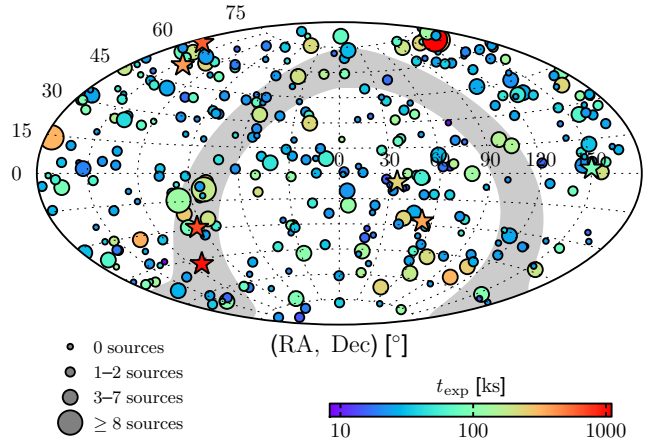 75
60
45
30
15
0
0 30 60 90 120 150
(RA, Dec) [°]
0 sources
1–2 sources
3–7 sources
≥ 8 sources
t_exp [ks]
10 100 1000